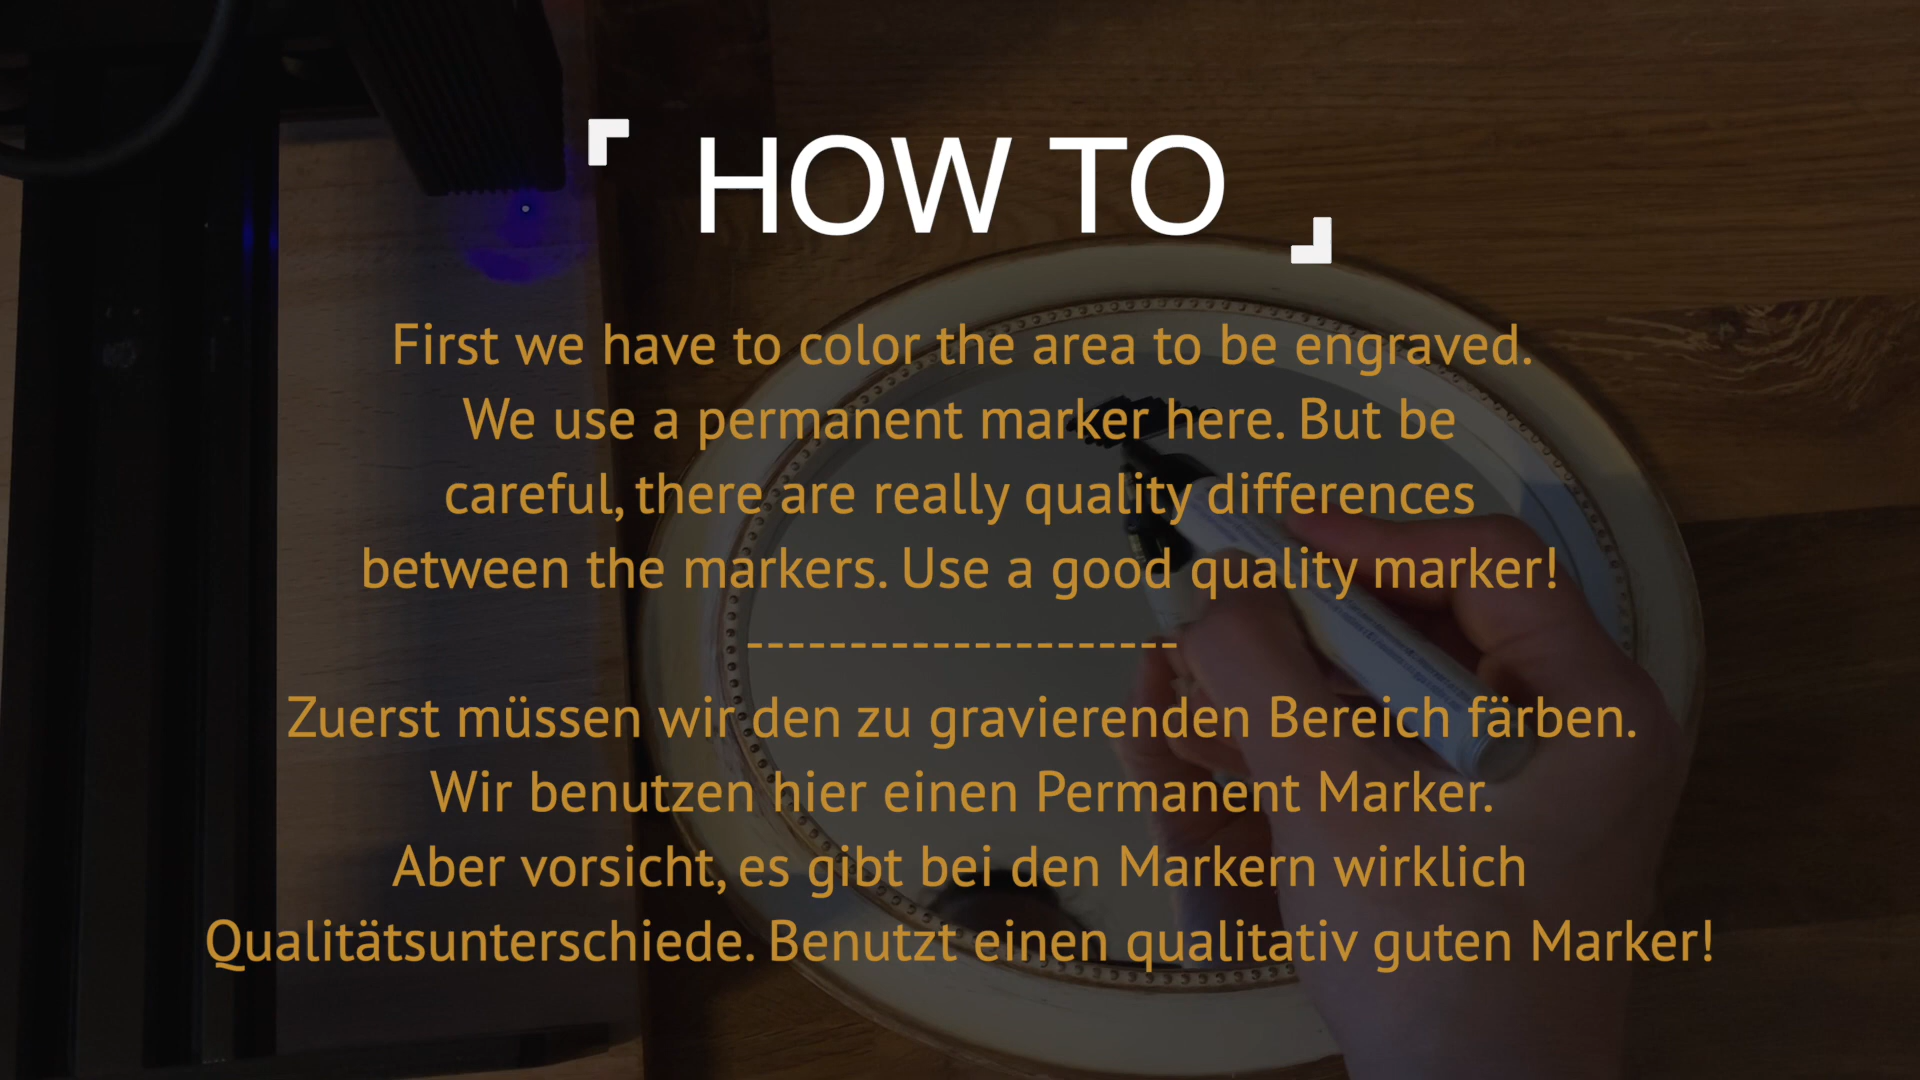 HOW TO
First we have to color the area to be engraved.
We use a permanent marker here. But be
careful, there are really quality differences
between the markers. Use a good quality marker!
---------------------
Zuerst müssen wir den zu gravierenden Bereich färben.
Wir benutzen hier einen Permanent Marker.
Aber vorsicht, es gibt bei den Markern wirklich
Qualitätsunterschiede. Benutzt einen qualitativ guten Marker!